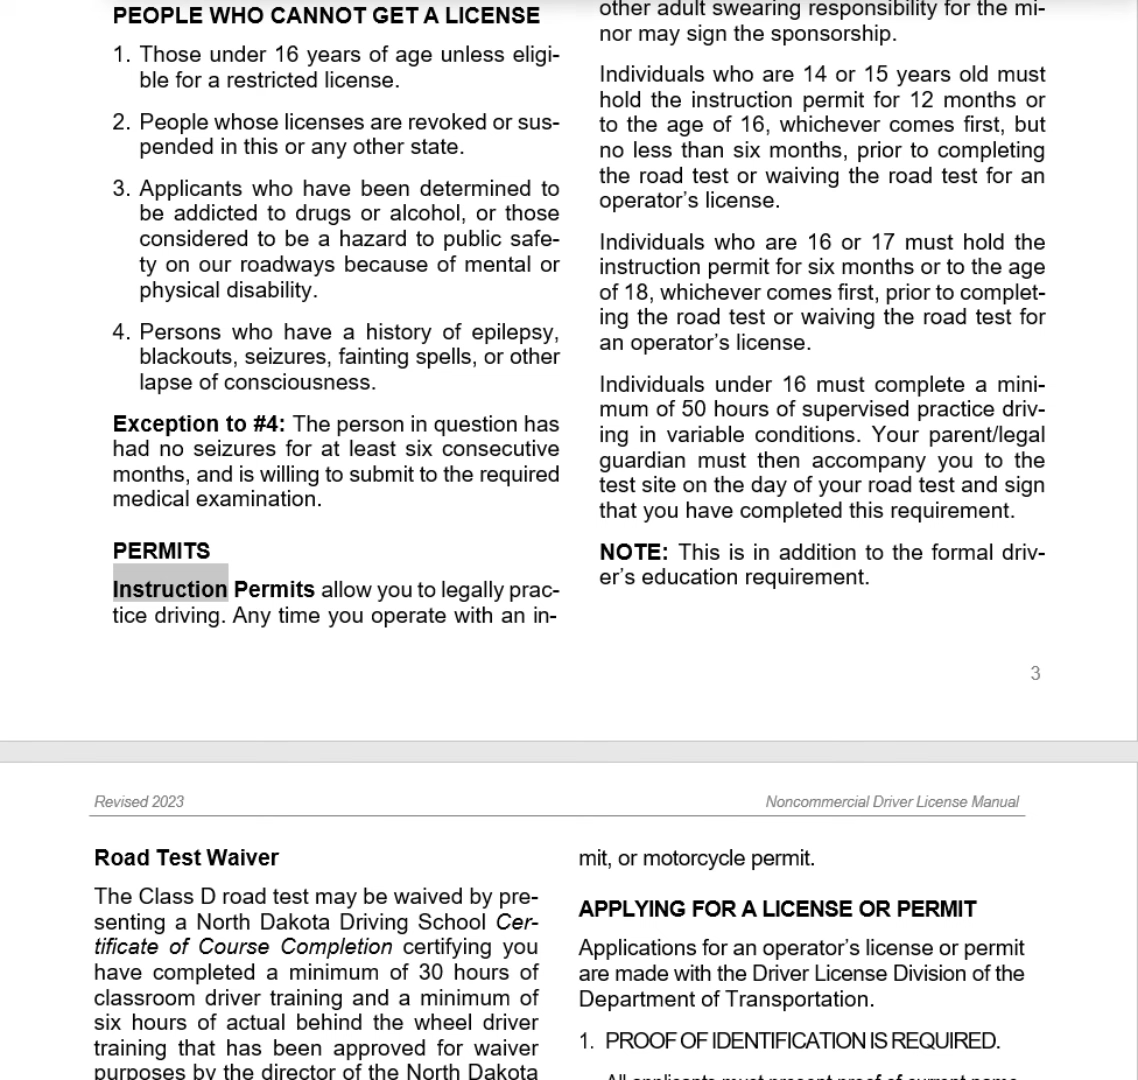 PEOPLE WHO CANNOT GET A LICENSE
1. Those under 16 years of age unless eligi-
ble for a restricted license.
2. People whose licenses are revoked or sus-
pended in this or any other state.
3. Applicants who have been determined to
be addicted to drugs or alcohol, or those
considered to be a hazard to public safe-
ty on our roadways because of mental or
physical disability.
4. Persons who have a history of epilepsy,
blackouts, seizures, fainting spells, or other
lapse of consciousness.
Exception to #4: The person in question has
had no seizures for at least six consecutive
months, and is willing to submit to the required
medical examination.
PERMITS
Instruction Permits allow you to legally prac-
tice driving. Any time you operate with an in-
other adult swearing responsibility for the mi-
nor may sign the sponsorship.
Individuals who are 14 or 15 years old must
hold the instruction permit for 12 months or
to the age of 16, whichever comes first, but
no less than six months, prior to completing
the road test or waiving the road test for an
operator’s license.
Individuals who are 16 or 17 must hold the
instruction permit for six months or to the age
of 18, whichever comes first, prior to complet-
ing the road test or waiving the road test for
an operator’s license.
Individuals under 16 must complete a mini-
mum of 50 hours of supervised practice driv-
ing in variable conditions. Your parent/legal
guardian must then accompany you to the
test site on the day of your road test and sign
that you have completed this requirement.
NOTE: This is in addition to the formal driv-
er’s education requirement.
3
Revised 2023
Noncommercial Driver License Manual
Road Test Waiver
The Class D road test may be waived by pre-
senting a North Dakota Driving School Cer-
tificate of Course Completion certifying you
have completed a minimum of 30 hours of
classroom driver training and a minimum of
six hours of actual behind the wheel driver
training that has been approved for waiver
purposes by the director of the North Dakota
mit, or motorcycle permit.
APPLYING FOR A LICENSE OR PERMIT
Applications for an operator’s license or permit
are made with the Driver License Division of the
Department of Transportation.
1. PROOF OF IDENTIFICATION IS REQUIRED.
All applicants must present proof of current name